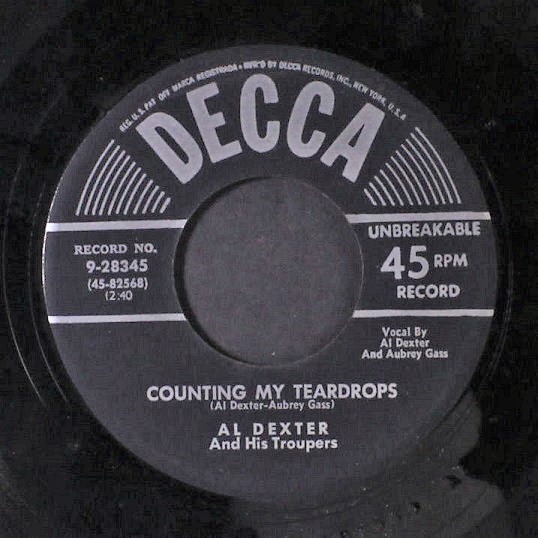 REG. U.S. PAT. OFF. MARCA REGISTRADA • MFR'D BY DECCA RECORDS, INC., NEW YORK, U.S.A.
DECCA
RECORD NO.
9-28345
(45-82568)
(2:40
UNBREAKABLE
45 RPM
RECORD
Vocal By
Al Dexter
And Aubrey Gass
COUNTING MY TEARDROPS
(Al Dexter-Aubrey Gass)
AL DEXTER
And His Troupers